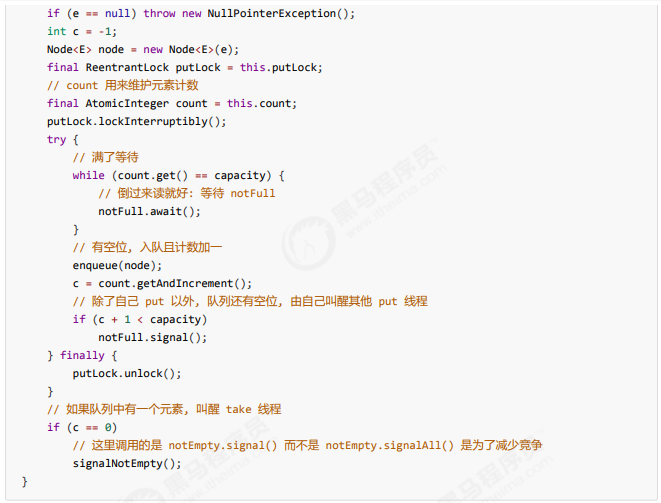 if (e == null) throw new NullPointerException();
int c = -1;
Node<E> node = new Node<E>(e);
final ReentrantLock putLock = this.putLock;
// count 用来维护元素计数
final AtomicInteger count = this.count;
putLock.lockInterruptibly();
try {
// 满了等待
while (count.get() == capacity) {
// 倒过来读就好: 等待 notFull
notFull.await();
}
// 有空位, 入队且计数加一
enqueue(node);
c = count.getAndIncrement();
// 除了自己 put 以外, 队列还有空位, 由自己叫醒其他 put 线程
if (c + 1 < capacity)
notFull.signal();
} finally {
putLock.unlock();
}
// 如果队列中有一个元素, 叫醒 take 线程
if (c == 0)
// 这里调用的是 notEmpty.signal() 而不是 notEmpty.signalAll() 是为了减少竞争
signalNotEmpty();
}
黑马程序员
www.itheima.com